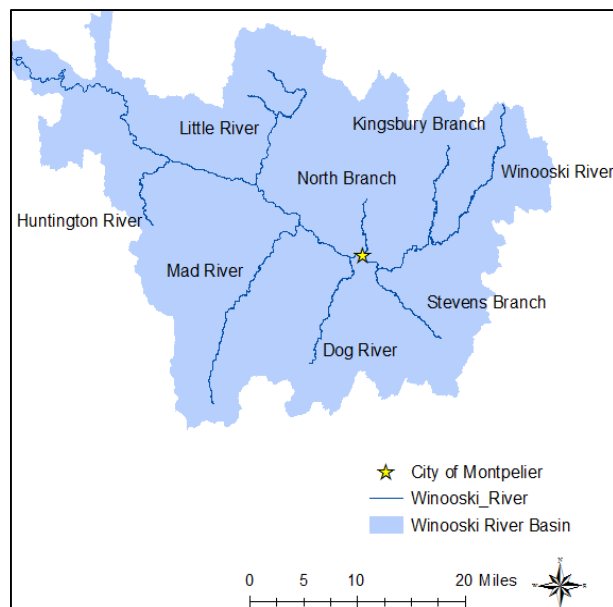 Little River
Kingsbury Branch
North Branch
Winooski River
Huntington River
Mad River
Stevens Branch
Dog River
City of Montpelier
Winooski_River
Winooski River Basin
0 5 10 20 Miles
N
W E
S